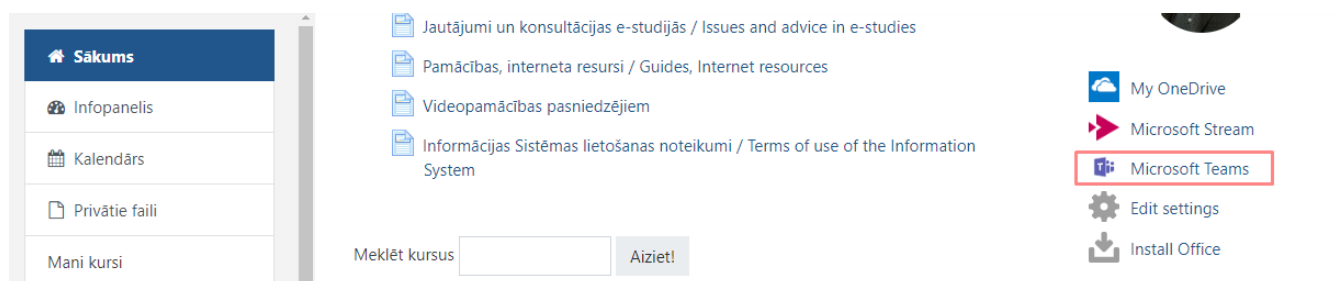 Sākums
Infopanelis
Kalendārs
Privātie faili
Mani kursi
Jautājumi un konsultācijas e-studijās / Issues and advice in e-studies
Pamācības, interneta resursi / Guides, Internet resources
Videopamācības pasniedzējiem
Informācijas Sistēmas lietošanas noteikumi / Terms of use of the Information
System
Meklēt kursus
Aiziet!
My OneDrive
Microsoft Stream
Microsoft Teams
Edit settings
Install Office